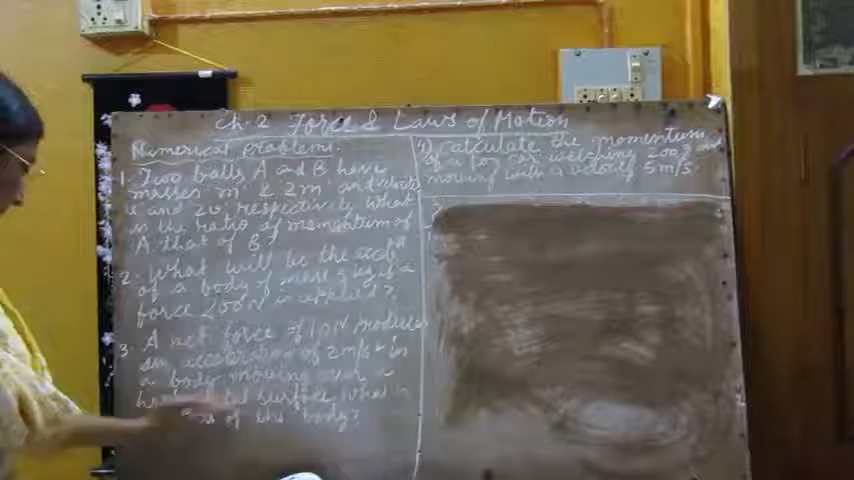 Ch-2 Force & Laws of Motion
Numerical problems:
1. Two balls A and B have
masses m & 2m and
u and 2u respectively. What
is the ratio of momentum of
A that of B?
2. What will be the accln
of a body of mass 5 kg if a
force 200N is applied?
3. A net force of 10N produces
an acceleration of 2m/s² in
a body moving over a
surface. What is
of the body?
4) Calculate the momentum
of a toy car weighing 200g
moving with a velocity 5m/s.